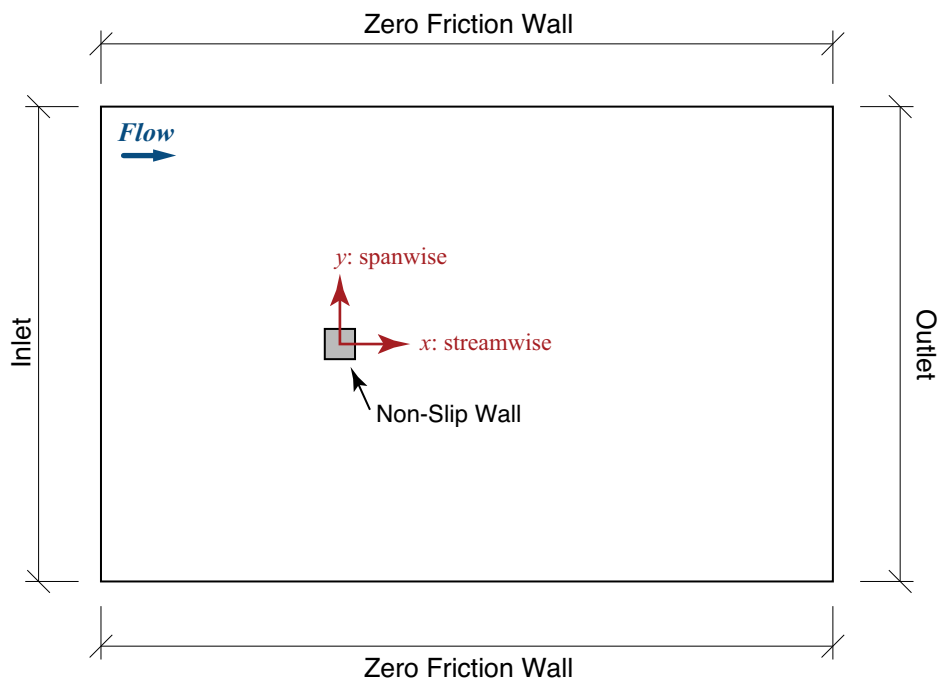 Zero Friction Wall
Flow
y: spanwise
Inlet
x: streamwise
Outlet
Non-Slip Wall
Zero Friction Wall